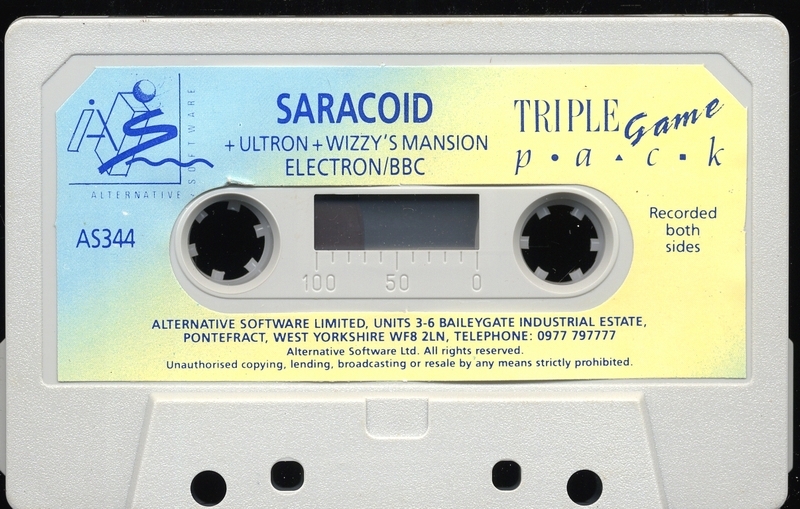 AS
SOFTWARE
ALTERNATIVE
SARACOID
+ ULTRON + WIZZY'S MANSION
ELECTRON/BBC
TRIPLE Game
p • a • c • k
AS344
Recorded
both
sides
100 50 0
ALTERNATIVE SOFTWARE LIMITED, UNITS 3-6 BAILEYGATE INDUSTRIAL ESTATE,
PONTEFRACT, WEST YORKSHIRE WF8 2LN, TELEPHONE: 0977 797777
Alternative Software Ltd. All rights reserved.
Unauthorised copying, lending, broadcasting or resale by any means strictly prohibited.